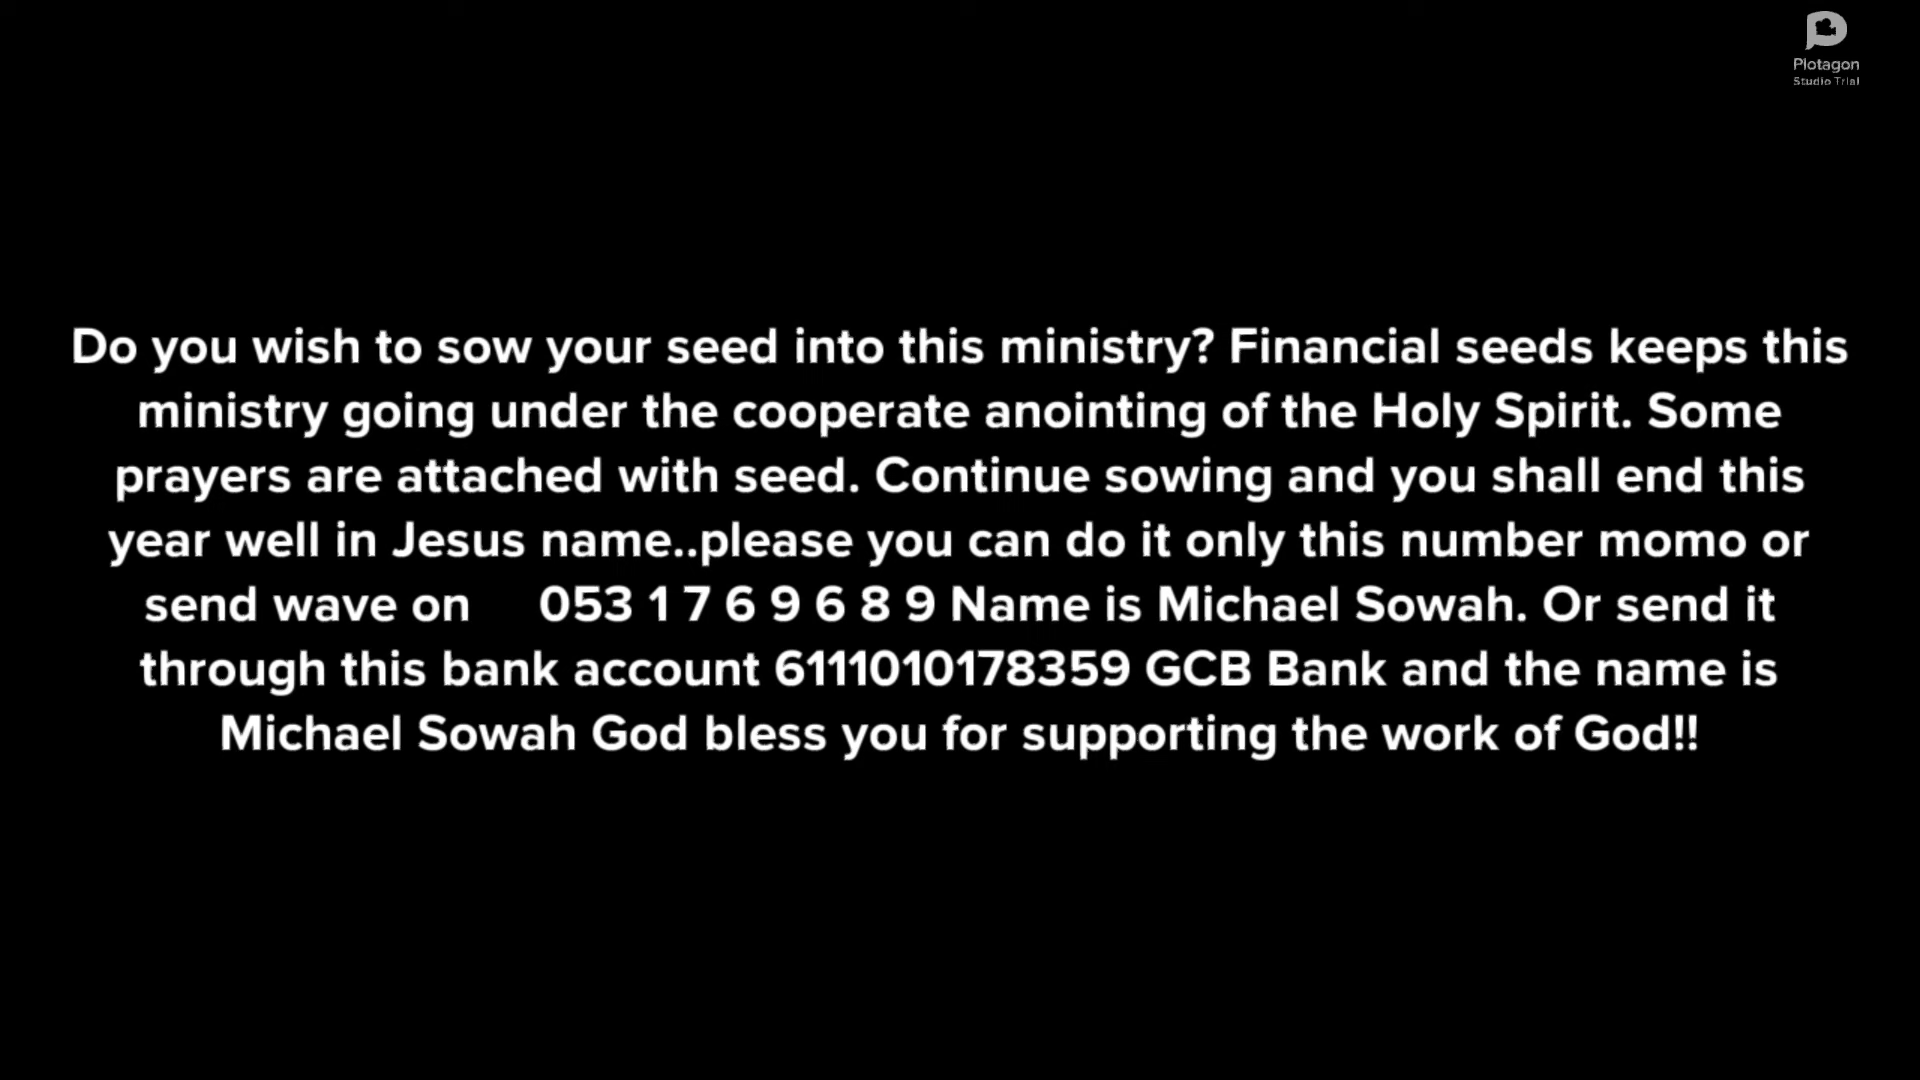 Plotagon
Studio Trial
Do you wish to sow your seed into this ministry? Financial seeds keeps this
ministry going under the cooperate anointing of the Holy Spirit. Some
prayers are attached with seed. Continue sowing and you shall end this
year well in Jesus name..please you can do it only this number momo or
send wave on 053 1 7 6 9 6 8 9 Name is Michael Sowah. Or send it
through this bank account 6111010178359 GCB Bank and the name is
Michael Sowah God bless you for supporting the work of God!!